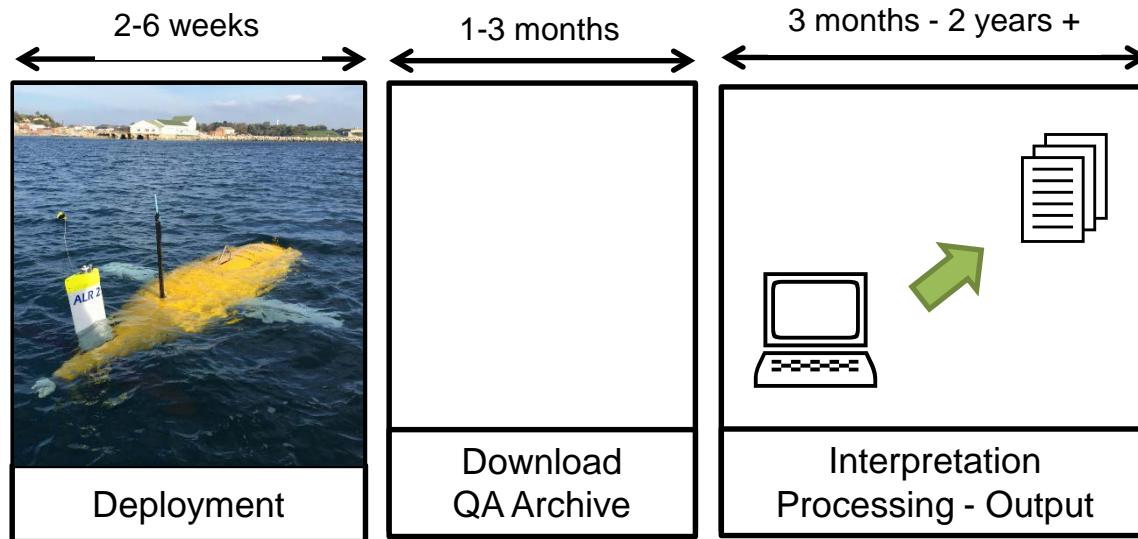 2-6 weeks
1-3 months
3 months - 2 years +
ALR 2
Deployment
Download
QA Archive
Interpretation
Processing - Output